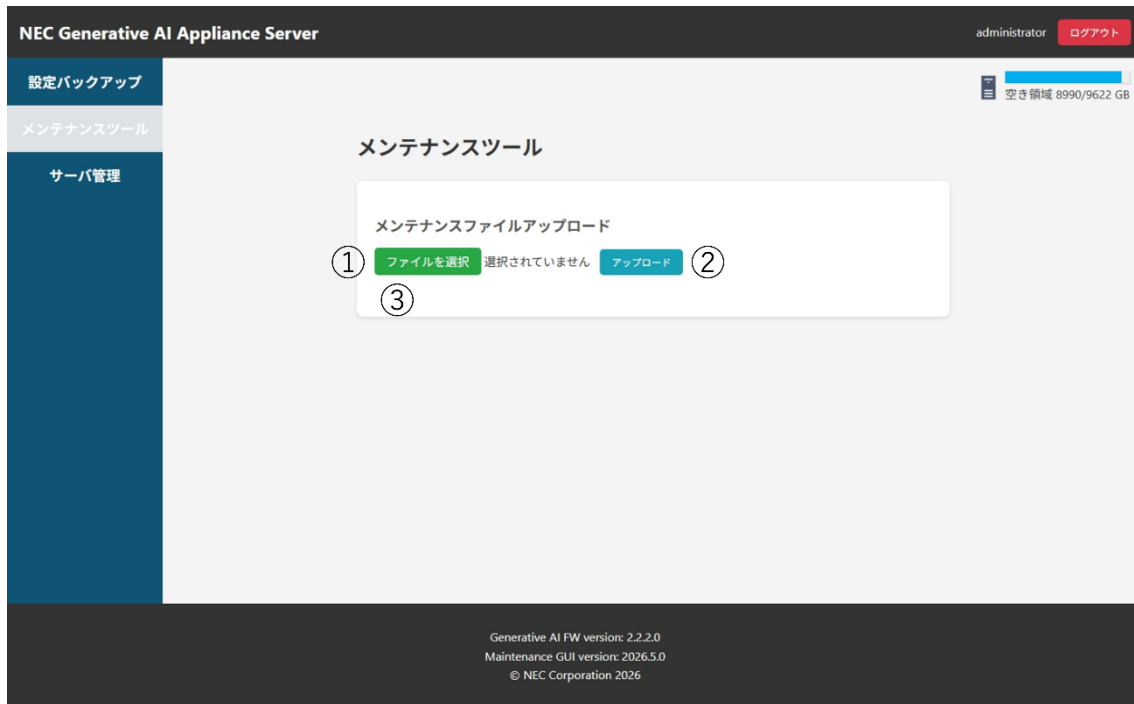 NEC Generative AI Appliance Server
administrator
ログアウト
設定バックアップ
メンテナンスツール
サーバ管理
空き領域 8990/9622 GB
メンテナンスツール
メンテナンスファイルアップロード
① ファイルを選択 選択されていません アップロード ②
③
Generative AI FW version: 2.2.2.0
Maintenance GUI version: 2026.5.0
© NEC Corporation 2026